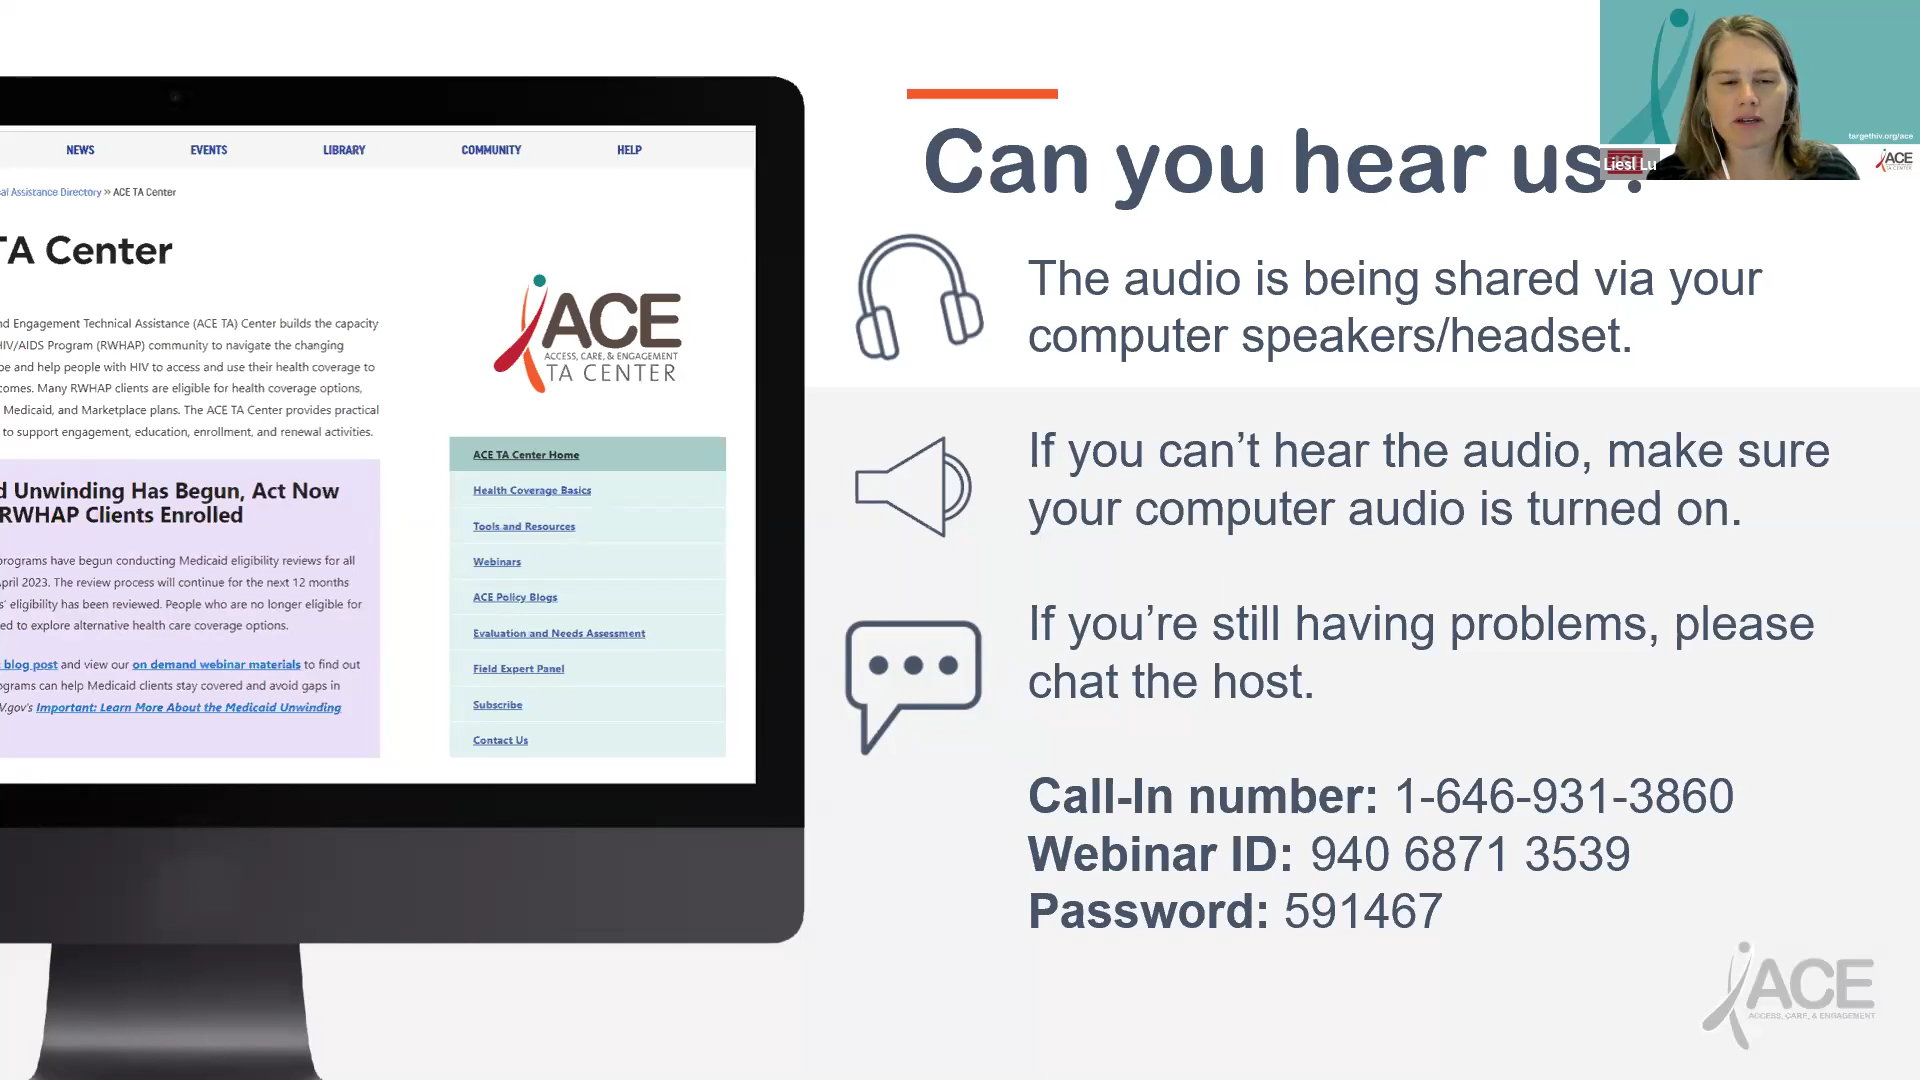 NEWS EVENTS LIBRARY COMMUNITY HELP
al Assistance Directory » ACE TA Center
TA Center
nd Engagement Technical Assistance (ACE TA) Center builds the capacity
HIV/AIDS Program (RWHAP) community to navigate the changing
pe and help people with HIV to access and use their health coverage to
comes. Many RWHAP clients are eligible for health coverage options,
Medicaid, and Marketplace plans. The ACE TA Center provides practical
to support engagement, education, enrollment, and renewal activities.
d Unwinding Has Begun, Act Now
RWHAP Clients Enrolled
programs have begun conducting Medicaid eligibility reviews for all
April 2023. The review process will continue for the next 12 months
s' eligibility has been reviewed. People who are no longer eligible for
ed to explore alternative health care coverage options.
blog post and view our on demand webinar materials to find out
ograms can help Medicaid clients stay covered and avoid gaps in
V.gov's Important: Learn More About the Medicaid Unwinding
ACE
ACCESS, CARE, & ENGAGEMENT
TA CENTER
ACE TA Center Home
Health Coverage Basics
Tools and Resources
Webinars
ACE Policy Blogs
Evaluation and Needs Assessment
Field Expert Panel
Subscribe
Contact Us
Can you hear us?
The audio is being shared via your
computer speakers/headset.
If you can’t hear the audio, make sure
your computer audio is turned on.
If you’re still having problems, please
chat the host.
Call-In number: 1-646-931-3860
Webinar ID: 940 6871 3539
Password: 591467
ACE
ACCESS, CARE, & ENGAGEMENT
targethiv.org/ace
Liesl Lu
ACE
TA CENTER